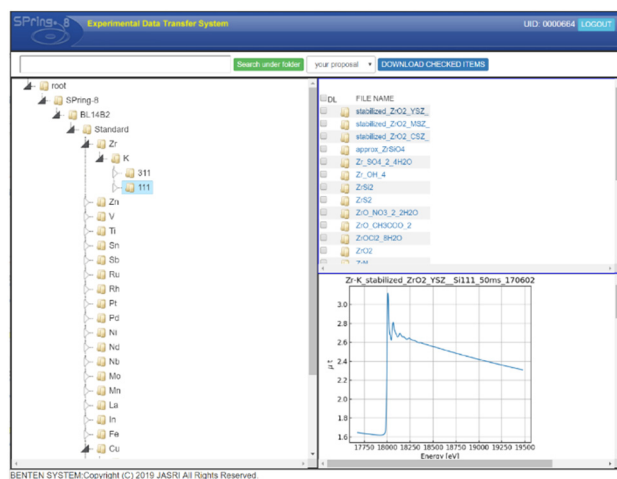 SPring-8
Experimental Data Transfer System
UID: 0000664 LOGOUT
Search under folder your proposal DOWNLOAD CHECKED ITEMS
root
SPring-8
BL14B2
Standard
Zr
K
311
111
Zn
V
Ti
Sn
Sb
Ru
Rh
Pt
Pd
Ni
Nd
Nb
Mo
Mn
La
In
Fe
Cu
DL FILE NAME
stabilized_ZrO2_YSZ_
stabilized_ZrO2_MSZ_
stabilized_ZrO2_CSZ_
approx_ZrSiO4
Zr_SO4_2_4H2O
Zr_OH_4
ZrSi2
ZrS2
ZrO_NO3_2_2H2O
ZrO_CH3COO_2
ZrOCl2_8H2O
ZrO2
Zr-K_stabilized_ZrO2_YSZ__Si111_50ms_170602
3.0
2.8
2.6
2.4
2.2
2.0
1.8
1.6
μ t
17750 18000 18250 18500 18750 19000 19250 19500
Energy [eV]
BENTEN SYSTEM:Copyright (C) 2019 JASRI All Rights Reserved.